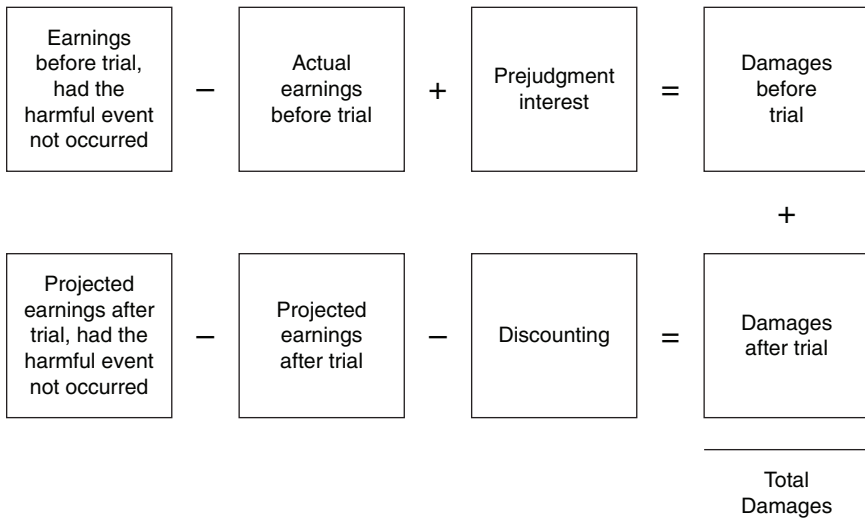 Earnings
before trial,
had the
harmful event
not occurred
−
Actual
earnings
before trial
+
Prejudgment
interest
=
Damages
before
trial
+
Projected
earnings after
trial, had the
harmful event
not occurred
−
Projected
earnings
after trial
−
Discounting
=
Damages
after trial
Total
Damages